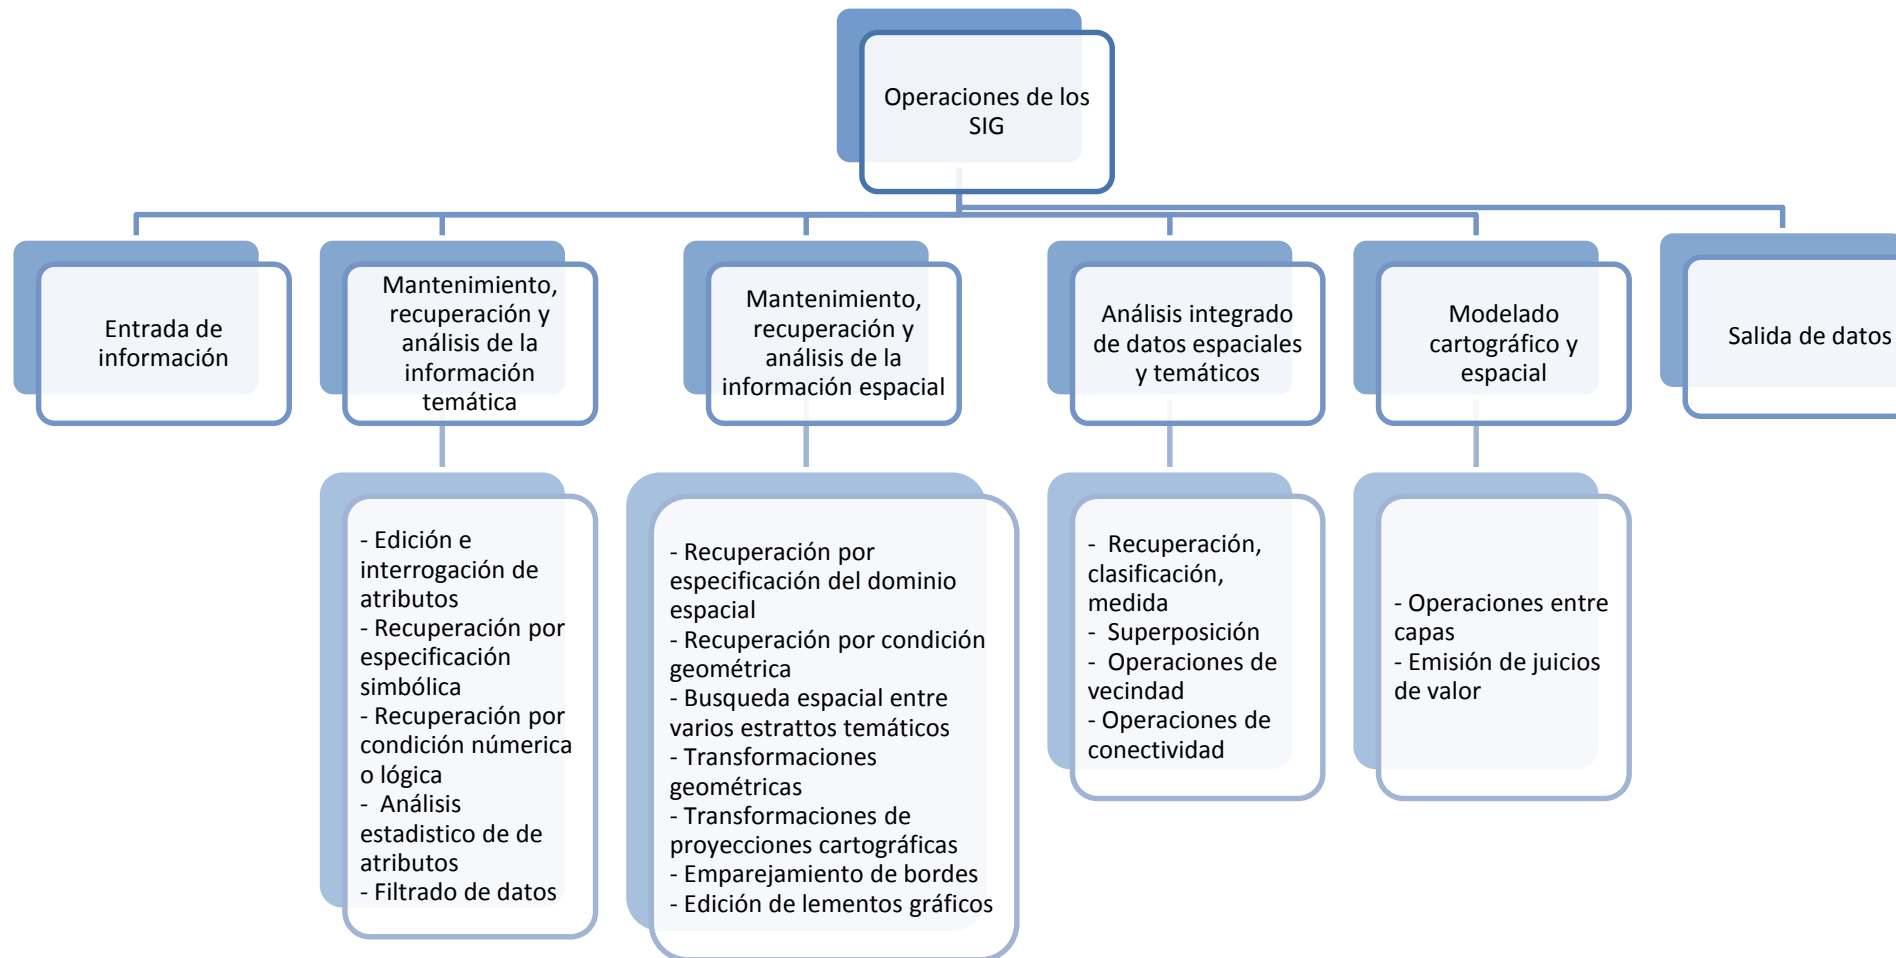 Operaciones de los
SIG
Entrada de
información
Mantenimiento,
recuperación y
análisis de la
información
temática
Mantenimiento,
recuperación y
análisis de la
información espacial
Análisis integrado
de datos espaciales
y temáticos
Modelado
cartográfico y
espacial
Salida de datos
- Edición e
interrogación de
atributos
- Recuperación por
especificación
simbólica
- Recuperación por
condición númerica
o lógica
-  Análisis
estadistico de de
atributos
- Filtrado de datos
- Recuperación por
especificación del dominio
espacial
- Recuperación por condición
geométrica
- Busqueda espacial entre
varios estrattos temáticos
- Transformaciones
geométricas
- Transformaciones de
proyecciones cartográficas
- Emparejamiento de bordes
- Edición de lementos gráficos
-  Recuperación,
clasificación,
medida
-  Superposición
-  Operaciones de
vecindad
- Operaciones de
conectividad
- Operaciones entre
capas
- Emisión de juicios
de valor